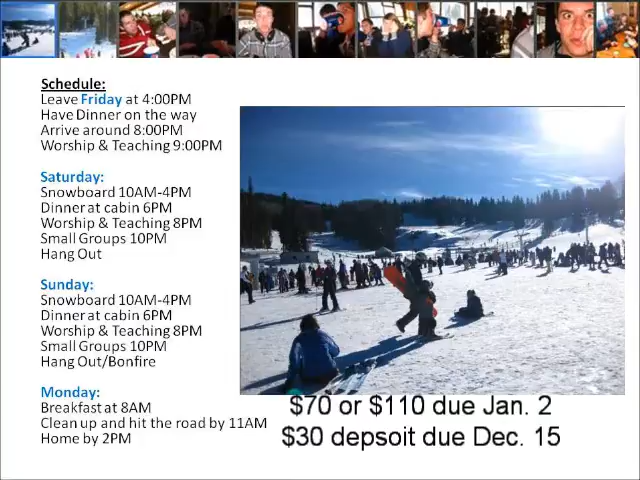 Schedule:
Leave Friday at 4:00PM
Have Dinner on the way
Arrive around 8:00PM
Worship & Teaching 9:00PM
Saturday:
Snowboard 10AM-4PM
Dinner at cabin 6PM
Worship & Teaching 8PM
Small Groups 10PM
Hang Out
Sunday:
Snowboard 10AM-4PM
Dinner at cabin 6PM
Worship & Teaching 8PM
Small Groups 10PM
Hang Out/Bonfire
Monday:
Breakfast at 8AM
Clean up and hit the road by 11AM
Home by 2PM
$70 or $110 due Jan. 2
$30 depsoit due Dec. 15